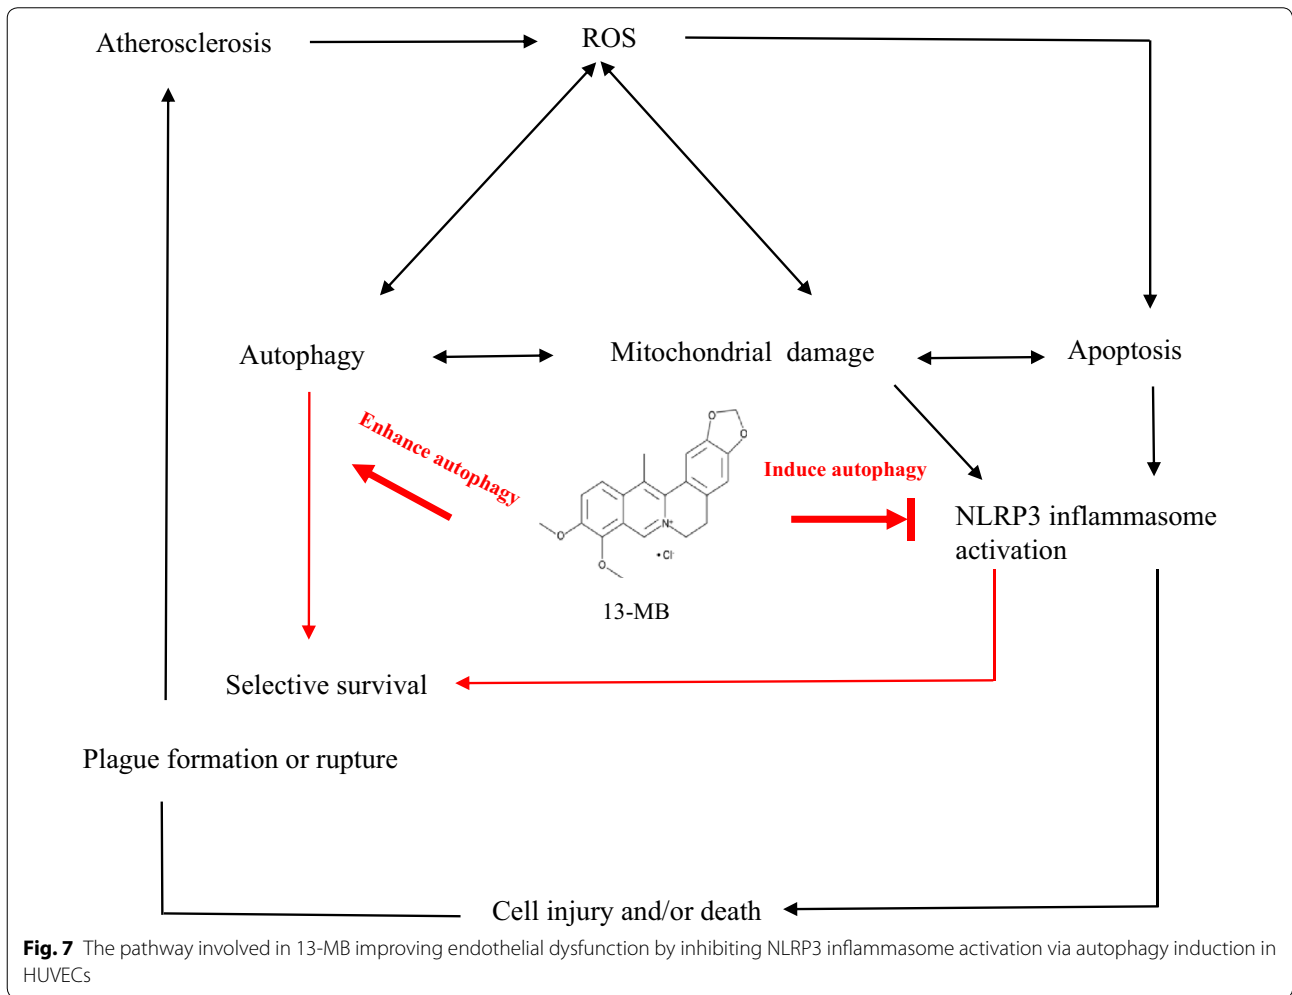 Atherosclerosis
ROS
Autophagy
Mitochondrial damage
Apoptosis
Enhance autophagy
Induce autophagy
O
O
N+
O
O
• Cl-
13-MB
NLRP3 inflammasome
activation
Selective survival
Plague formation or rupture
Cell injury and/or death
Fig. 7 The pathway involved in 13-MB improving endothelial dysfunction by inhibiting NLRP3 inflammasome activation via autophagy induction in
HUVECs